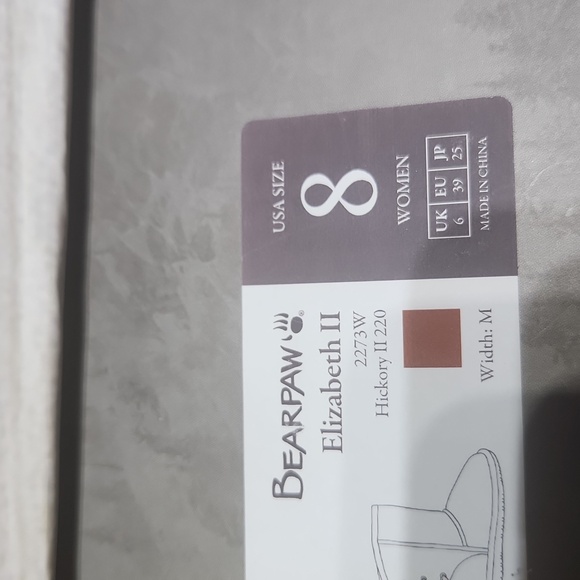 USA SIZE
8
WOMEN
UK EU JP
6 39 25
MADE IN CHINA
BEARPAW®
Elizabeth II
2273W
Hickory II 220
Width: M